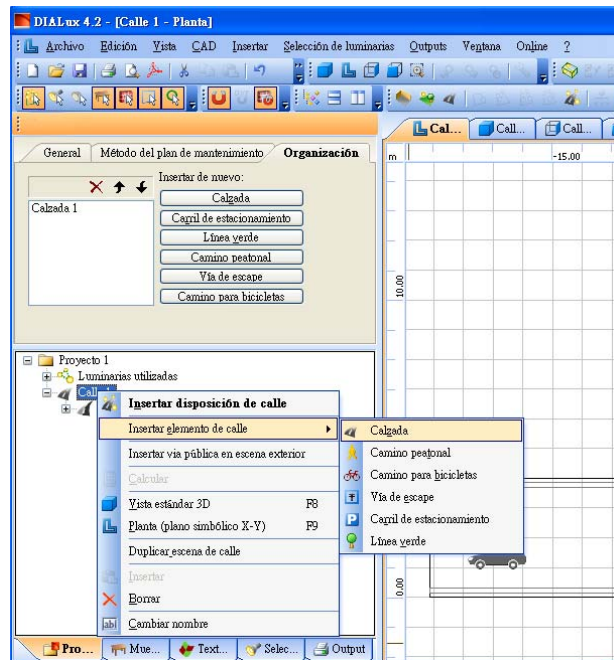 DIALux 4.2 - [Calle 1 - Planta]
Archivo Edición Vista CAD Insertar Selección de luminarias Outputs Ventana Online ?
Cal... Call... Call...
General Método del plan de mantenimiento Organización
m -15.00
Insertar de nuevo:
Calzada 1
Calzada
Carril de estacionamiento
Línea verde
Camino peatonal
Vía de escape
Camino para bicicletas
10.00
Proyecto 1
Luminarias utilizadas
Calle 1
Insertar disposición de calle
Insertar elemento de calle
Insertar via pública en escena exterior
Calcular
Vista estándar 3D F8
Planta (plano simbólico X-Y) F9
Duplicar escena de calle
Insertar
Borrar
Cambiar nombre
Calzada
Camino peatonal
Camino para bicicletas
Vía de escape
Carril de estacionamiento
Línea verde
0.00
Pro... Mue... Text... Selec... Output